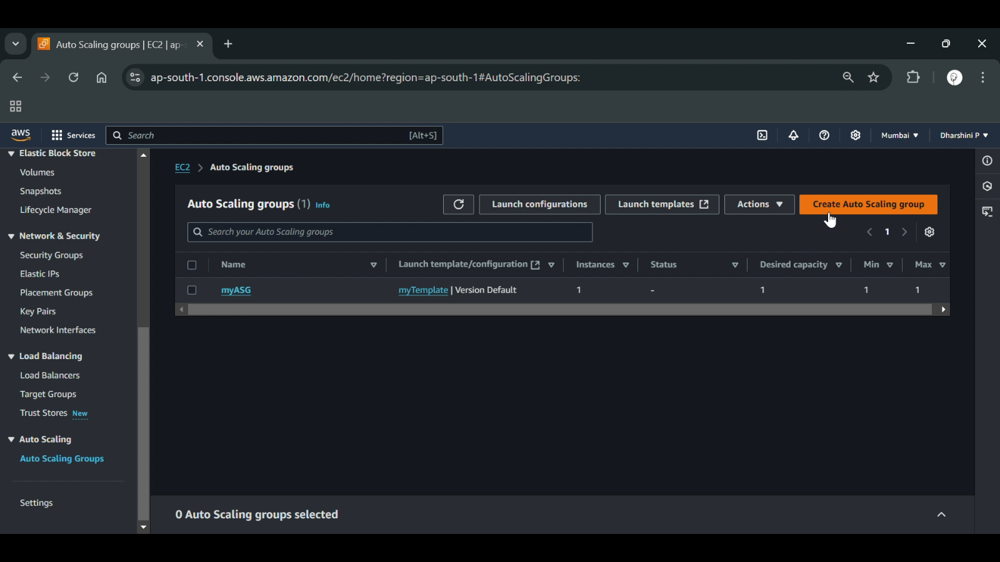 Auto Scaling groups | EC2 | ap-
ap-south-1.console.aws.amazon.com/ec2/home?region=ap-south-1#AutoScalingGroups:
aws Services Search [Alt+S] Mumbai Dharshini P
Elastic Block Store
Volumes
Snapshots
Lifecycle Manager
Network & Security
Security Groups
Elastic IPs
Placement Groups
Key Pairs
Network Interfaces
Load Balancing
Load Balancers
Target Groups
Trust Stores New
Auto Scaling
Auto Scaling Groups
Settings
EC2 > Auto Scaling groups
Auto Scaling groups (1) Info Launch configurations Launch templates Actions Create Auto Scaling group
Search your Auto Scaling groups 1
Name Launch template/configuration Instances Status Desired capacity Min Max
myASG myTemplate | Version Default 1 - 1 1 1
0 Auto Scaling groups selected